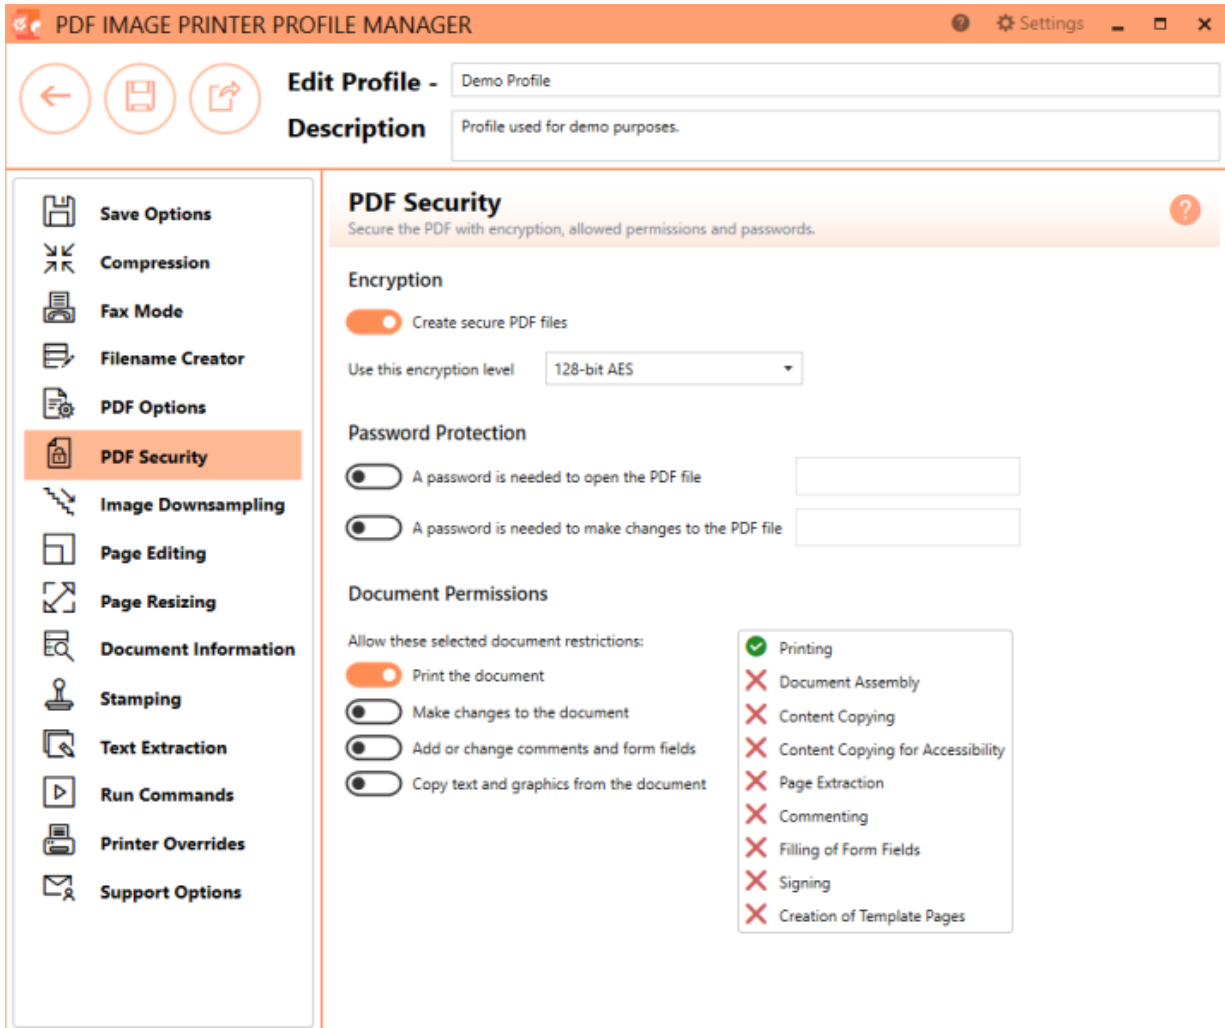 PDF IMAGE PRINTER PROFILE MANAGER
? Settings
Edit Profile - Demo Profile
Description Profile used for demo purposes.
Save Options
Compression
Fax Mode
Filename Creator
PDF Options
PDF Security
Image Downsampling
Page Editing
Page Resizing
Document Information
Stamping
Text Extraction
Run Commands
Printer Overrides
Support Options
PDF Security
?
Secure the PDF with encryption, allowed permissions and passwords.
Encryption
Create secure PDF files
Use this encryption level 128-bit AES
Password Protection
A password is needed to open the PDF file
A password is needed to make changes to the PDF file
Document Permissions
Allow these selected document restrictions:
Print the document
Make changes to the document
Add or change comments and form fields
Copy text and graphics from the document
Printing
Document Assembly
Content Copying
Content Copying for Accessibility
Page Extraction
Commenting
Filling of Form Fields
Signing
Creation of Template Pages